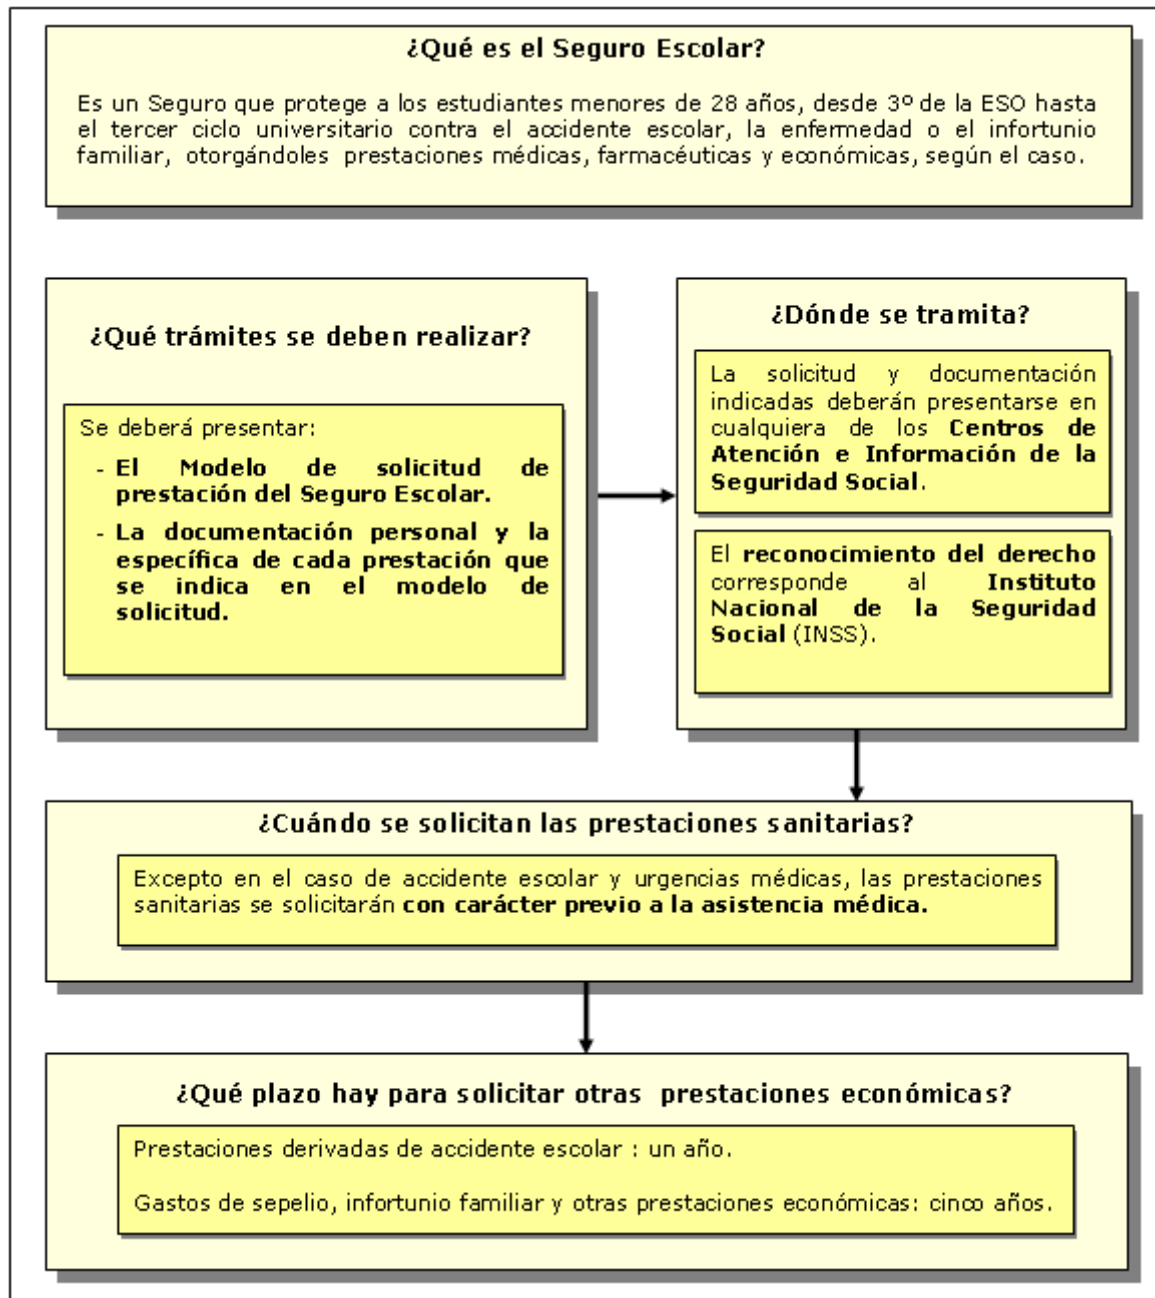 ¿Qué es el Seguro Escolar?
Es un Seguro que protege a los estudiantes menores de 28 años, desde 3º de la ESO hasta
el tercer ciclo universitario contra el accidente escolar, la enfermedad o el infortunio
familiar, otorgándoles prestaciones médicas, farmacéuticas y económicas, según el caso.
¿Qué trámites se deben realizar?
Se deberá presentar:
- El Modelo de solicitud de
prestación del Seguro Escolar.
- La documentación personal y la
específica de cada prestación que
se indica en el modelo de
solicitud.
¿Dónde se tramita?
La solicitud y documentación
indicadas deberán presentarse en
cualquiera de los Centros de
Atención e Información de la
Seguridad Social.
El reconocimiento del derecho
corresponde al Instituto
Nacional de la Seguridad
Social (INSS).
¿Cuándo se solicitan las prestaciones sanitarias?
Excepto en el caso de accidente escolar y urgencias médicas, las prestaciones
sanitarias se solicitarán con carácter previo a la asistencia médica.
¿Qué plazo hay para solicitar otras prestaciones económicas?
Prestaciones derivadas de accidente escolar : un año.
Gastos de sepelio, infortunio familiar y otras prestaciones económicas: cinco años.